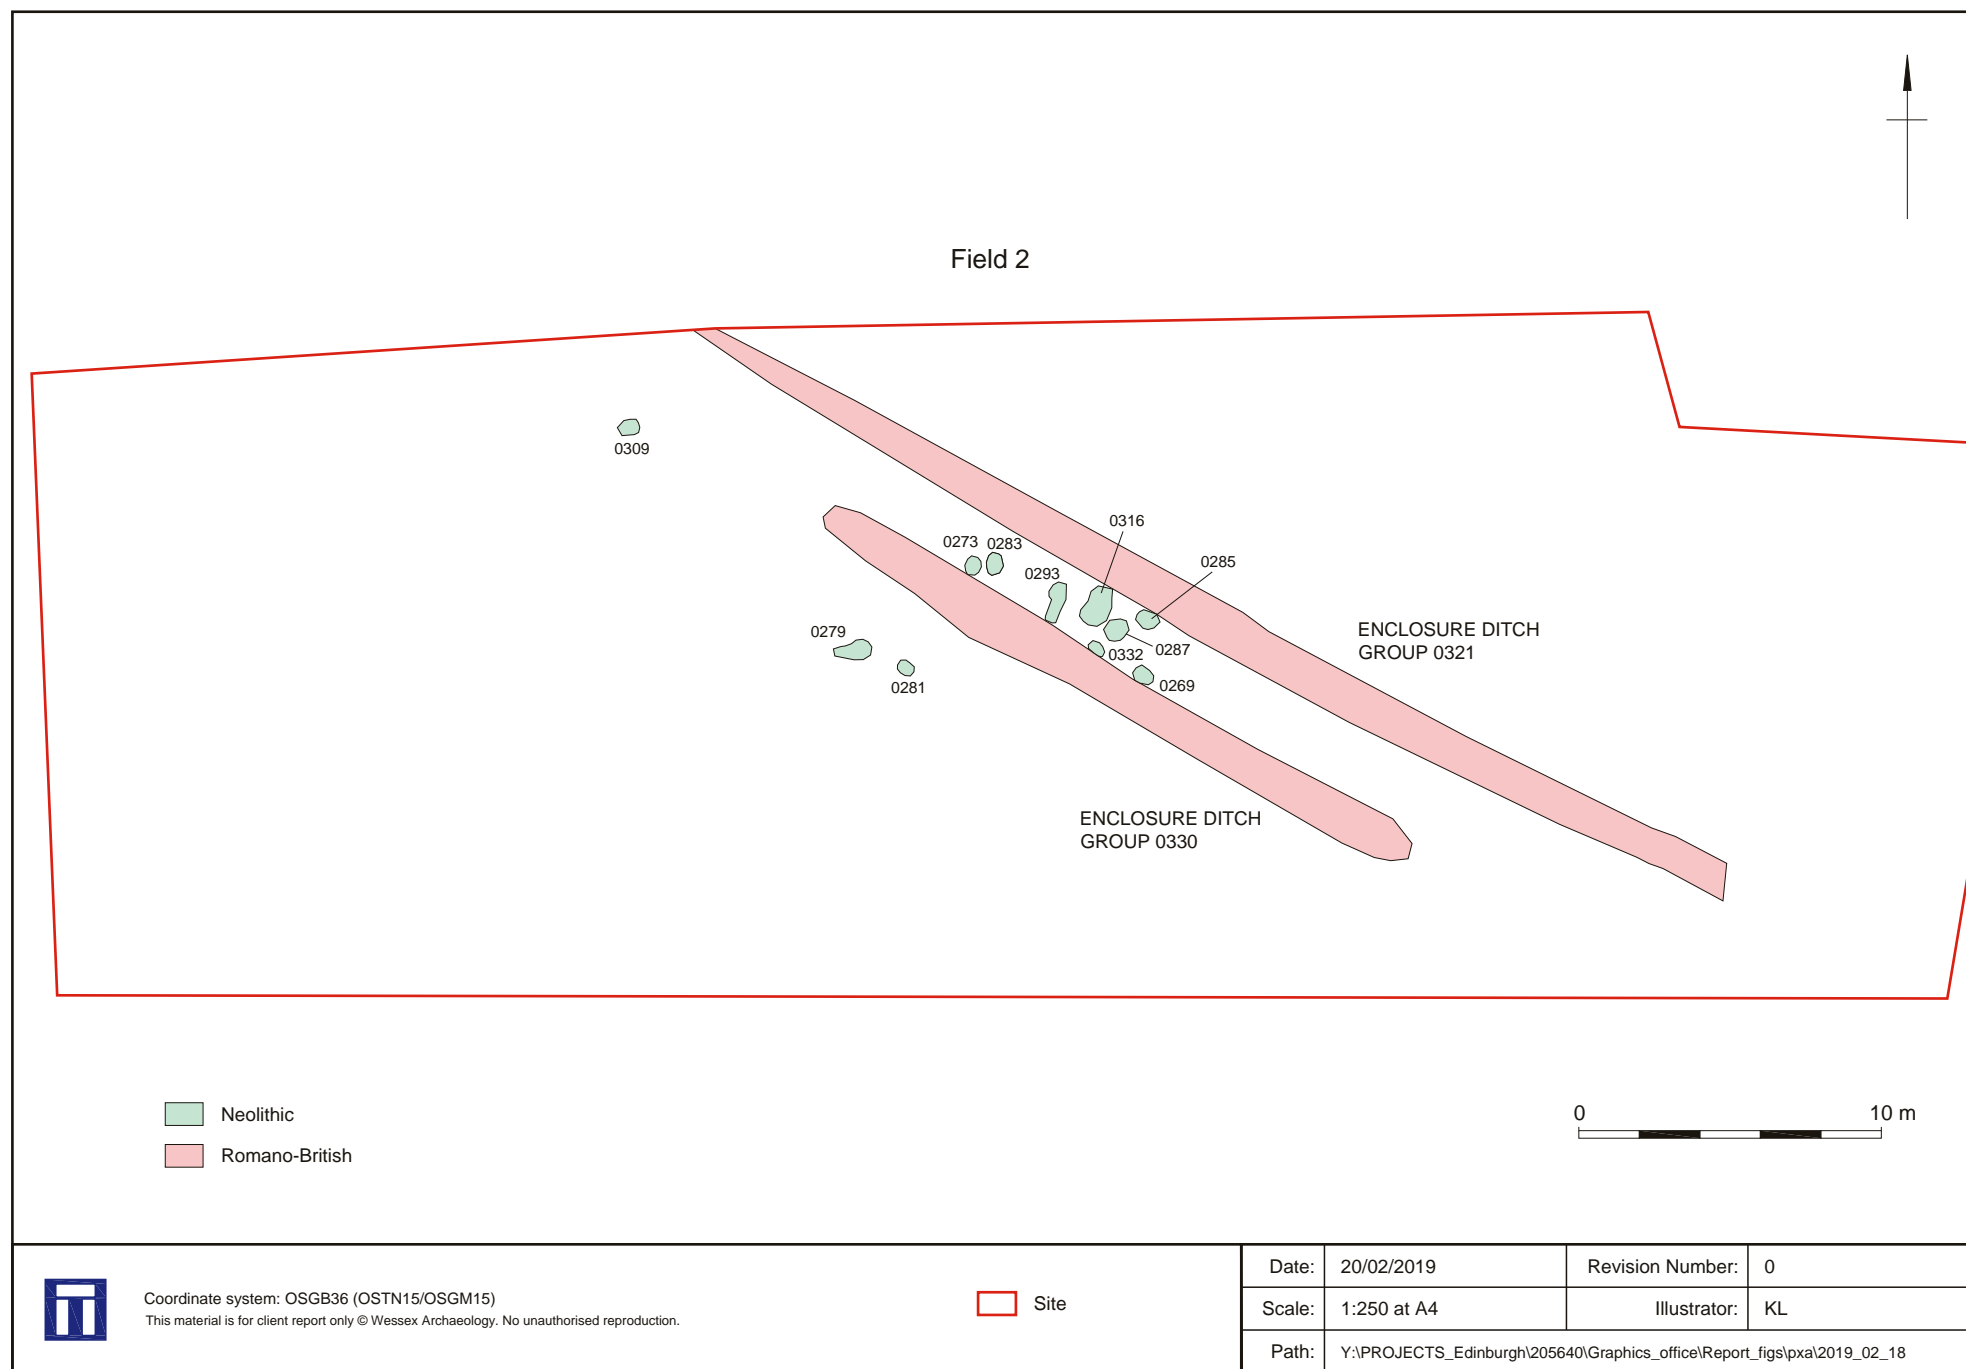 Field 2
0309
0316
0273 0283
0285
0293
0279
0281
0332
0287
0269
ENCLOSURE DITCH
GROUP 0321
ENCLOSURE DITCH
GROUP 0330
Neolithic
Romano-British
0 10 m
Coordinate system: OSGB36 (OSTN15/OSGM15)
This material is for client report only © Wessex Archaeology. No unauthorised reproduction.
Site
Date: 20/02/2019 Revision Number: 0
Scale: 1:250 at A4 Illustrator: KL
Path: Y:\PROJECTS_Edinburgh\205640\Graphics_office\Report_figs\pxa\2019_02_18